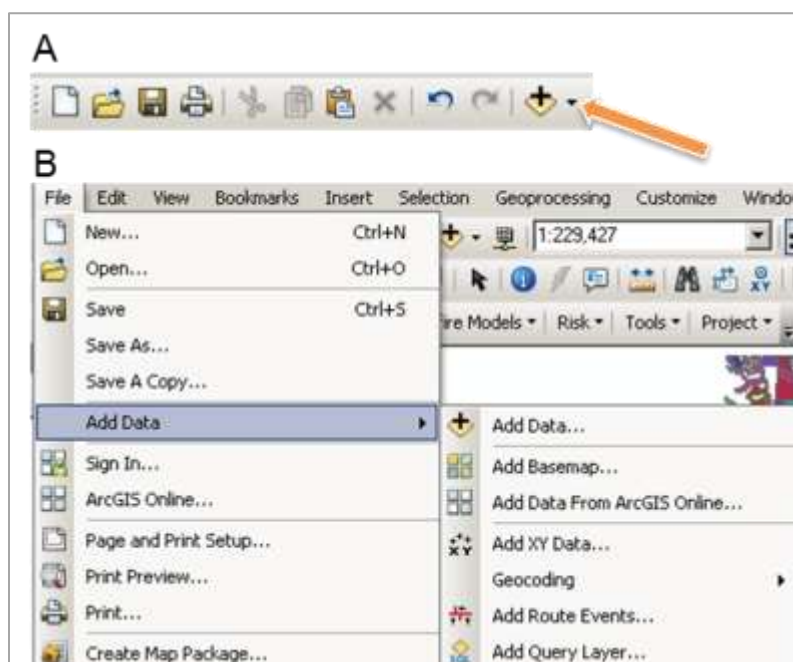 A
B
File Edit View Bookmarks Insert Selection Geoprocessing Customize Windo
New... Ctrl+N
1:229,427
Open... Ctrl+O
Save Ctrl+S
ire Models Risk Tools Project
Save As...
Save A Copy...
Add Data
Add Data...
Sign In...
Add Basemap...
ArcGIS Online...
Add Data From ArcGIS Online...
Page and Print Setup...
Add XY Data...
Print Preview...
Geocoding
Print...
Add Route Events...
Create Map Package...
Add Query Layer...